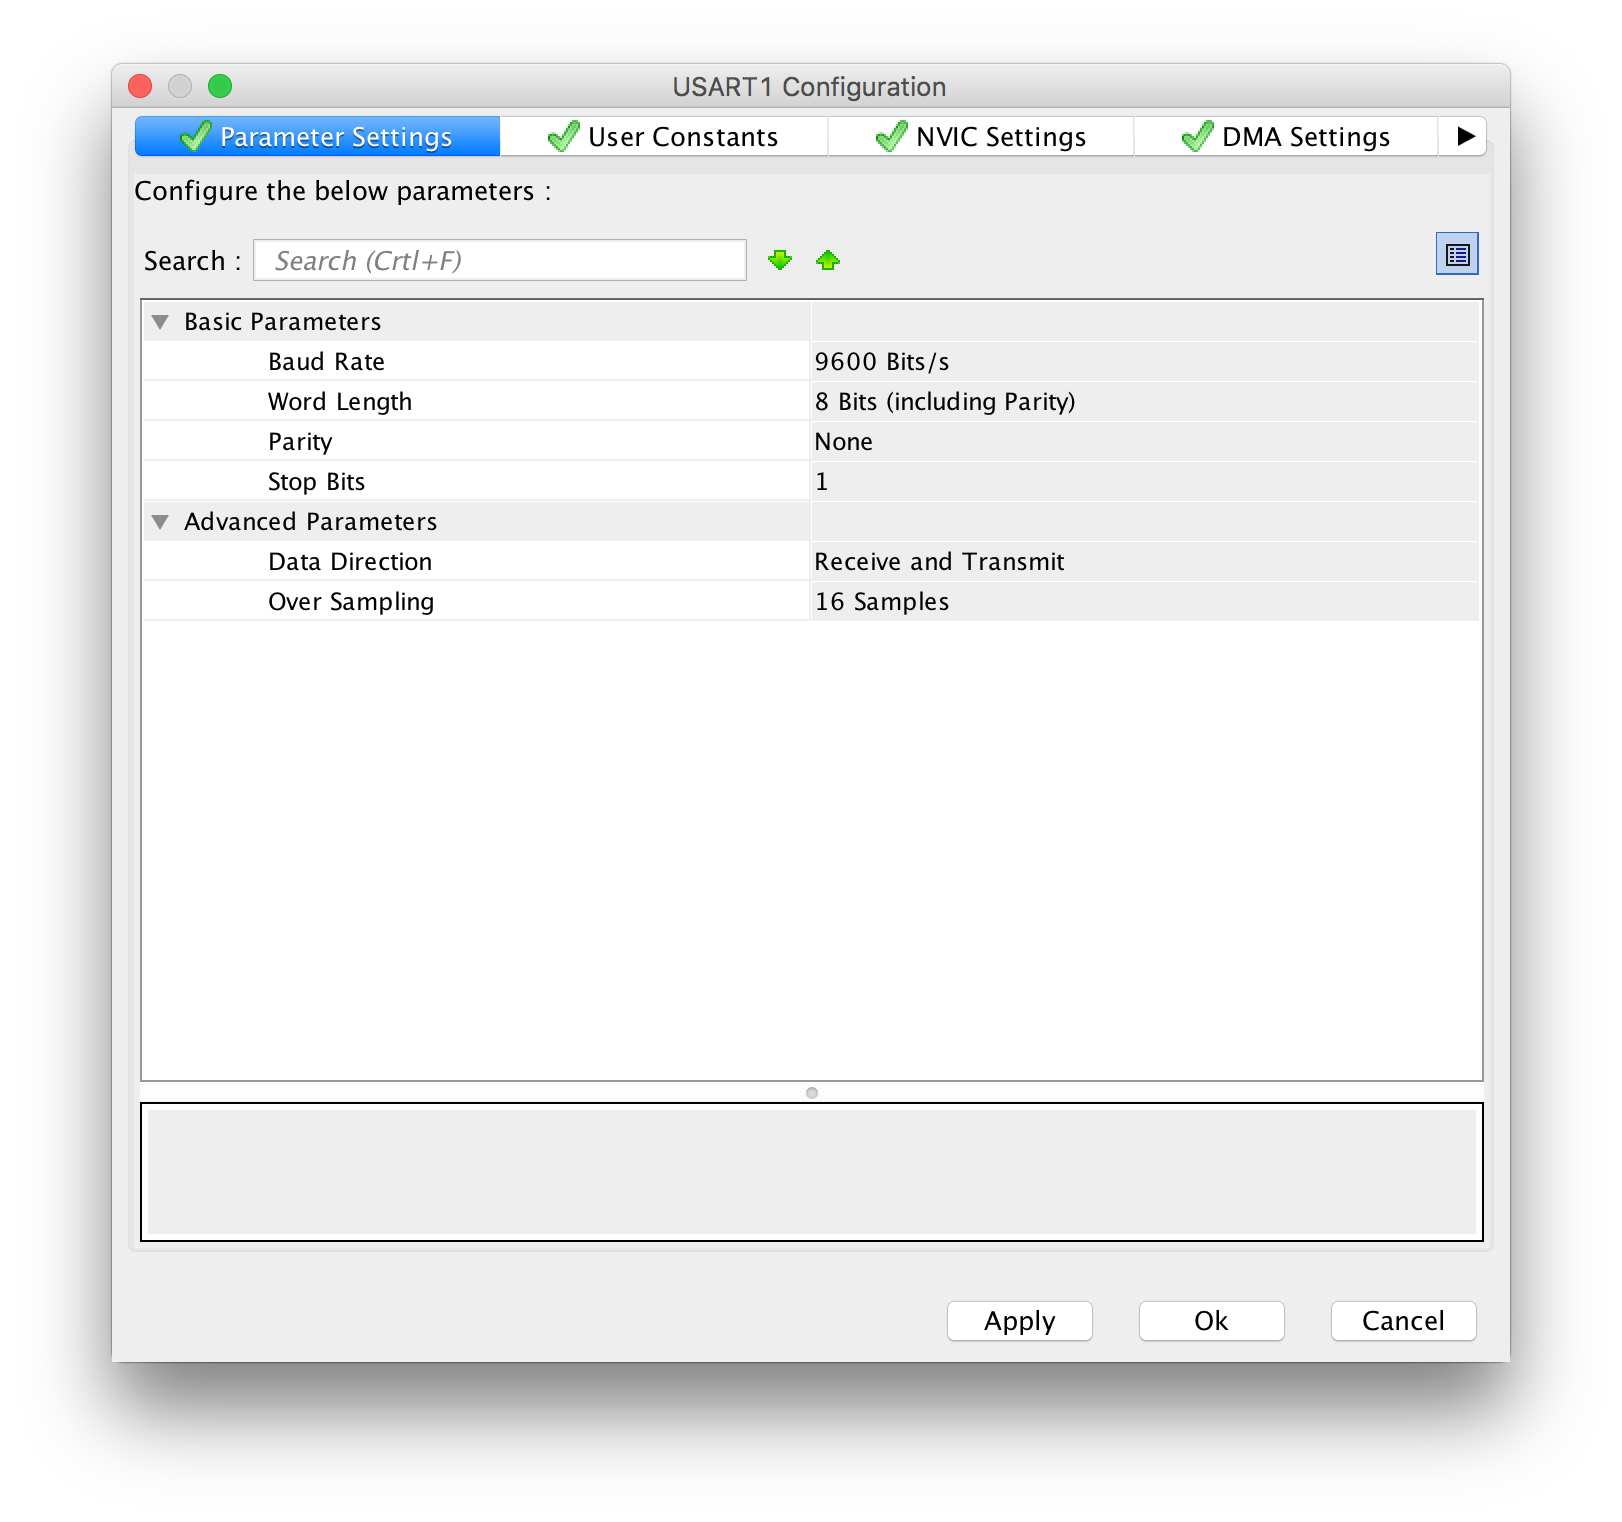 USART1 Configuration
Parameter Settings User Constants NVIC Settings DMA Settings
Configure the below parameters :
Search : Search (Crtl+F)
Basic Parameters
Baud Rate 9600 Bits/s
Word Length 8 Bits (including Parity)
Parity None
Stop Bits 1
Advanced Parameters
Data Direction Receive and Transmit
Over Sampling 16 Samples
Apply Ok Cancel